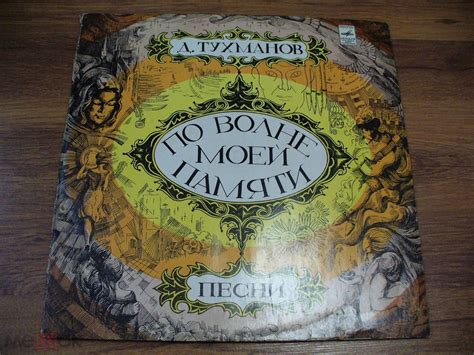 Д. ТУХМАНОВ
ПО ВОЛНЕ
МОЕЙ
ПАМЯТИ
ПЕСНИ